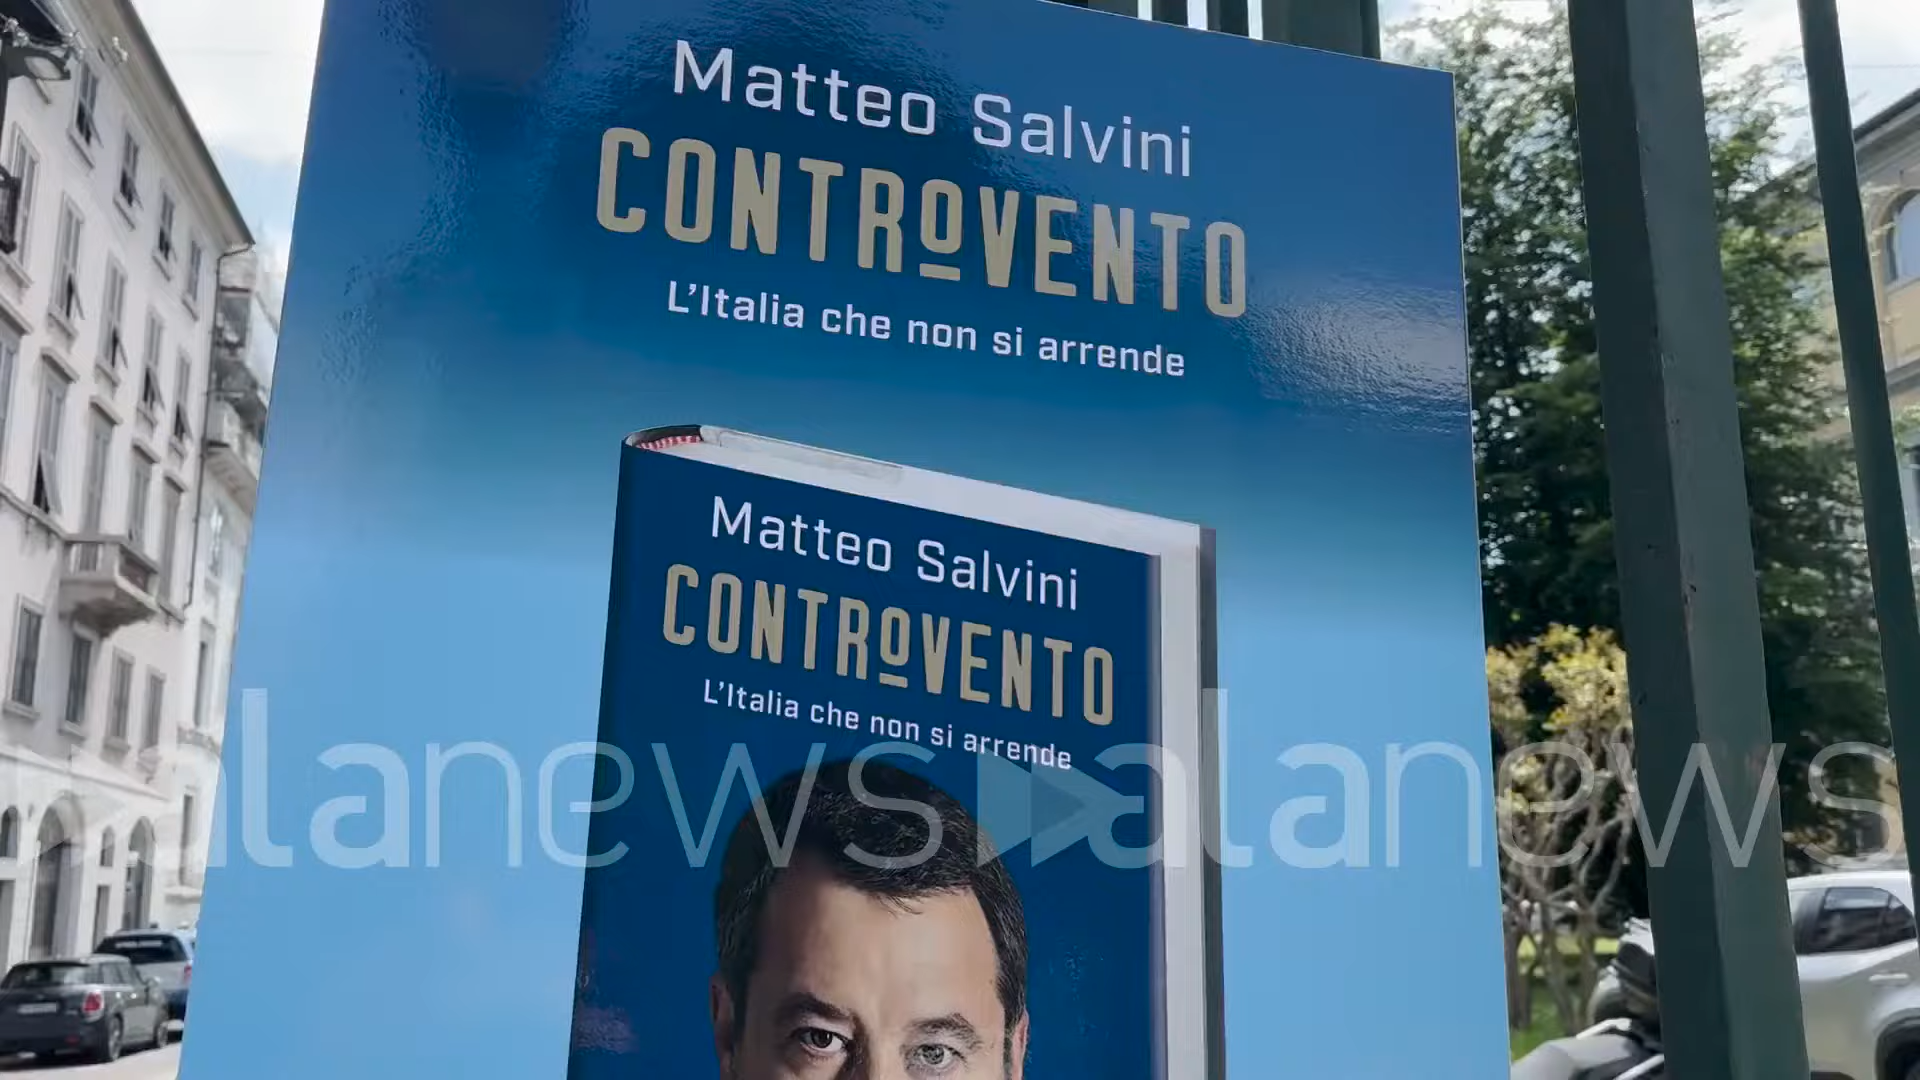 Matteo Salvini
CONTROVENTO
L'Italia che non si arrende
Matteo Salvini
CONTROVENTO
L'Italia che non si arrende
alanews alanews